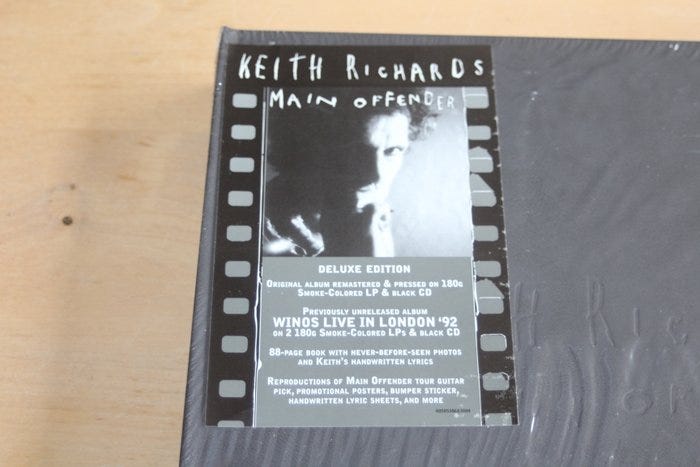 KEITH RICHARDS
MAIN OFFENDER
DELUXE EDITION
ORIGINAL ALBUM REMASTERED & PRESSED ON 180G
SMOKE-COLORED LP & BLACK CD
PREVIOUSLY UNRELEASED ALBUM
WINOS LIVE IN LONDON '92
ON 2 180G SMOKE-COLORED LPS & BLACK CD
88-PAGE BOOK WITH NEVER-BEFORE-SEEN PHOTOS
AND KEITH'S HANDWRITTEN LYRICS
REPRODUCTIONS OF MAIN OFFENDER TOUR GUITAR
PICK, PROMOTIONAL POSTERS, BUMPER STICKER,
HANDWRITTEN LYRIC SHEETS, AND MORE